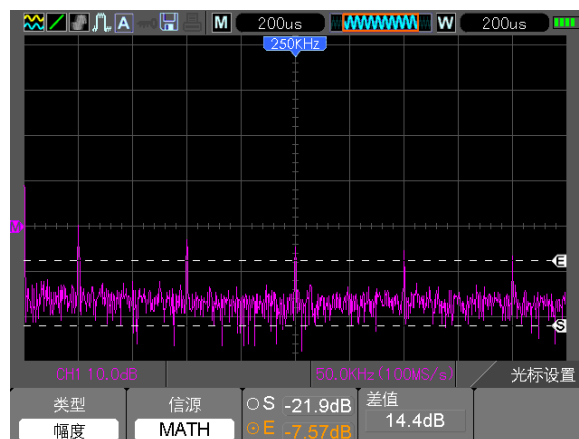 A M 200us W 200us
250KHz
M
E
S
CH1 10.0dB 50.0KHz (100MS/s) 光标设置
类型 信源 S -21.9dB 差值
幅度 MATH E -7.57dB 14.4dB